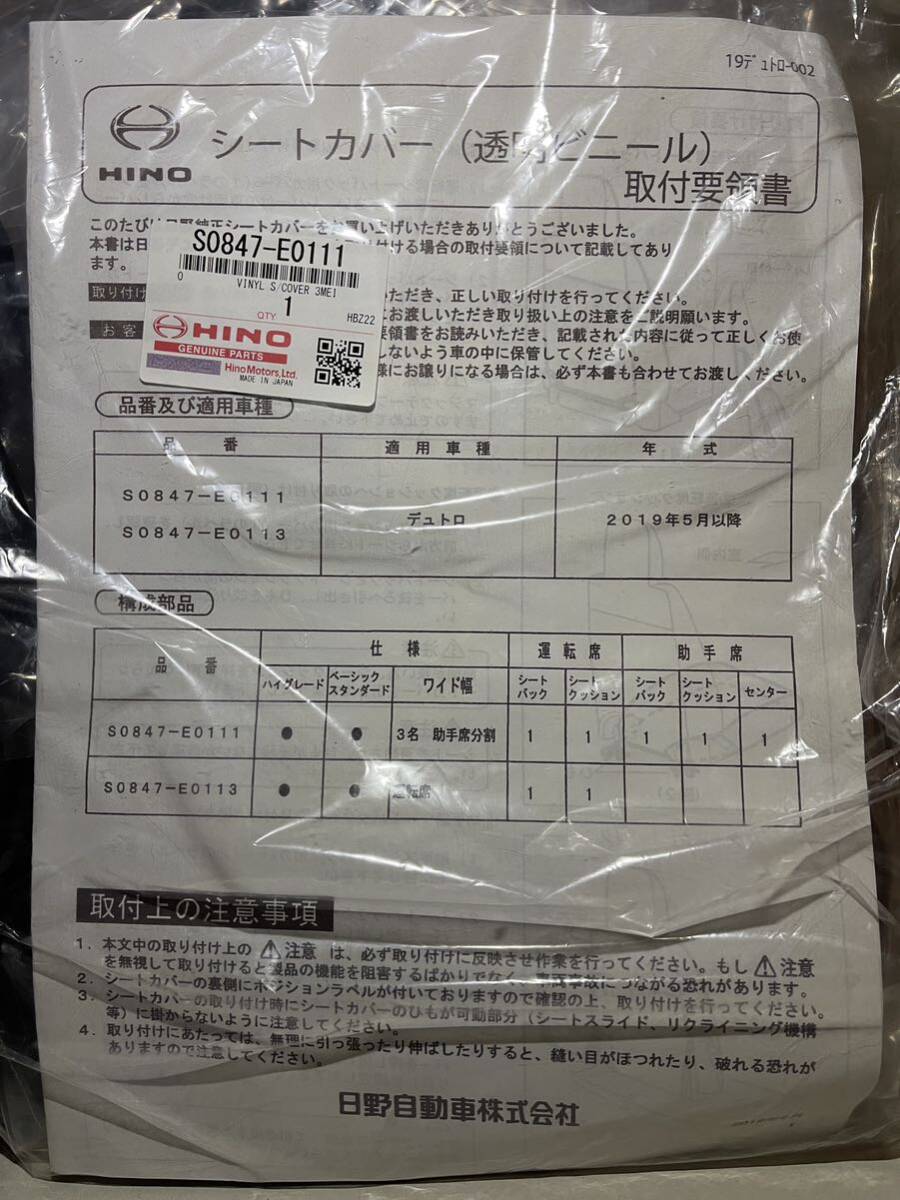 19デュトロ-002
HINO
シートカバー（透明ビニール）
取付要領書
このたびは日野純正シートカバーをお買い上げいただきありがとうございました。
本書は日
付ける場合の取付要領について記載してあり
ます。
取り付け
いただき、正しい取り付けを行ってください。
にお渡しいただき取り扱い上の注意をご説明願います。
お客
要領書をお読みいただき、記載された内容に従って正しくお使
しないよう車の中に保管してください。
様にお譲りになる場合は、必ず本書も合わせてお渡しください。
S0847-E0111
0
VINYL S/COVER 3MEI
1
QTY
HBZ22
HINO
GENUINE PARTS
Hino Motors,Ltd.
MADE IN JAPAN
品番及び適用車種
品番 適用車種 年式
S0847-E0111
S0847-E0113
デュトロ
2019年5月以降
構成部品
品番 仕様 運転席 助手席
ハイグレード ベーシックスタンダード ワイド幅 シートバック シートクッション シートバック シートクッション センター
S0847-E0111 ● ● 3名 助手席分割 1 1 1 1 1
S0847-E0113 ● ● 運転席 1 1
取付上の注意事項
1．本文中の取り付け上の ⚠注意 は、必ず取り付けに反映させ作業を行ってください。もし ⚠注意
を無視して取り付けると製品の機能を阻害するばかりでなく、車両事故につながる恐れがあります。
2．シートカバーの裏側にポジションラベルが付いておりますので確認の上、取り付けを行ってください。
3．シートカバーの取り付け時にシートカバーのひもが可動部分（シートスライド、リクライニング機構
等）に掛からないように注意してください。
4．取り付けにあたっては、無理に引っ張ったり伸ばしたりすると、縫い目がほつれたり、破れる恐れが
ありますので注意してください。
日野自動車株式会社